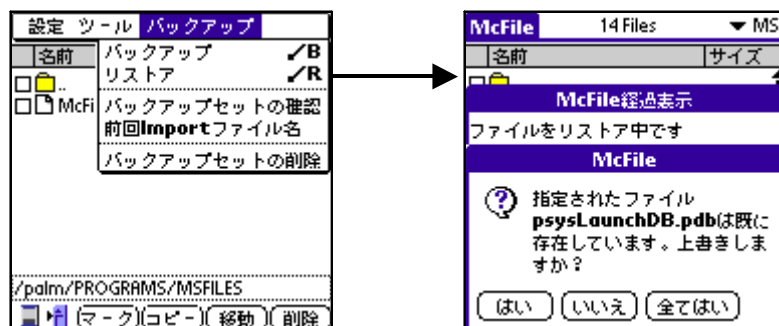 設定 ツール バックアップ
名前
バックアップ /B
リストア /R
..
McFi
バックアップセットの確認
前回Importファイル名
バックアップセットの削除
/palm/PROGRAMS/MSFILES
マーク コピー 移動 削除
McFile 14 Files MS
名前 サイズ
McFile経過表示
ファイルをリストア中です
McFile
指定されたファイル
psysLaunchDB.pdbは既に
存在しています。上書きしま
すか?
はい いいえ 全てはい